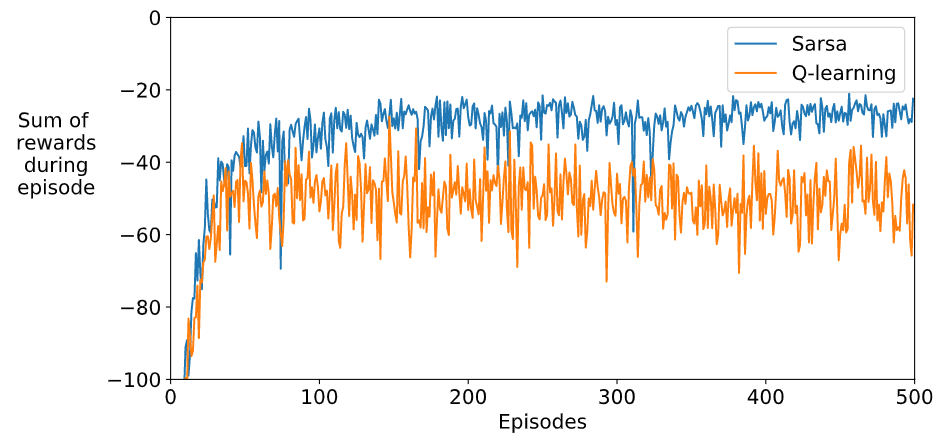 0
−20
−40
−60
−80
−100
Sum of
rewards
during
episode
Sarsa
Q-learning
0
100
200
300
400
500
Episodes